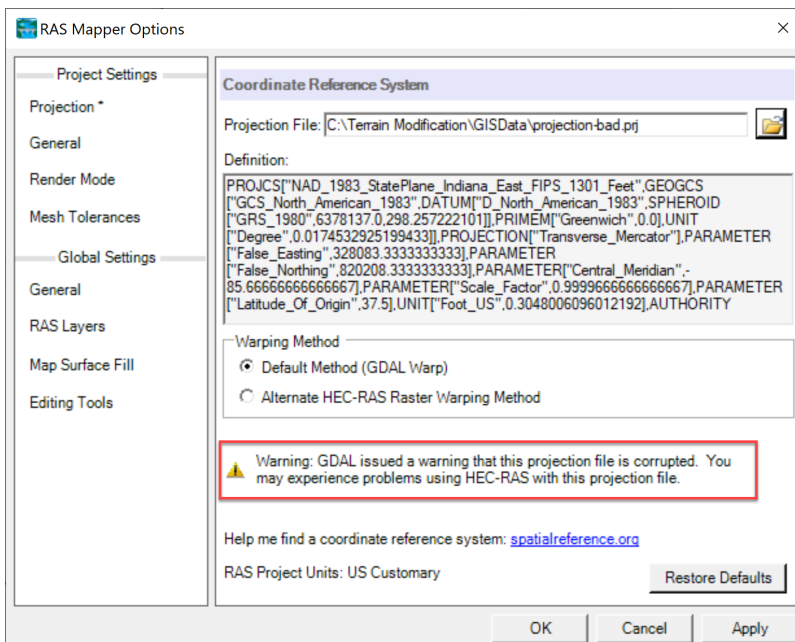 RAS Mapper Options
Project Settings
Projection *
General
Render Mode
Mesh Tolerances
Global Settings
General
RAS Layers
Map Surface Fill
Editing Tools
Coordinate Reference System
Projection File: C:\Terrain Modification\GISData\projection-bad.prj
Definition:
PROJCS["NAD_1983_StatePlane_Indiana_East_FIPS_1301_Feet",GEOGCS
["GCS_North_American_1983",DATUM["D_North_American_1983",SPHEROID
["GRS_1980",6378137.0,298.257222101]],PRIMEM["Greenwich",0.0],UNIT
["Degree",0.0174532925199433]],PROJECTION["Transverse_Mercator"],PARAMETER
["False_Easting",328083.3333333333],PARAMETER
["False_Northing",820208.3333333333],PARAMETER["Central_Meridian",-
85.66666666666667],PARAMETER["Scale_Factor",0.9999666666666667],PARAMETER
["Latitude_Of_Origin",37.5],UNIT["Foot_US",0.3048006096012192],AUTHORITY
Warping Method
Default Method (GDAL Warp)
Alternate HEC-RAS Raster Warping Method
Warning: GDAL issued a warning that this projection file is corrupted. You
may experience problems using HEC-RAS with this projection file.
Help me find a coordinate reference system: spatialreference.org
RAS Project Units: US Customary
Restore Defaults
OK
Cancel
Apply